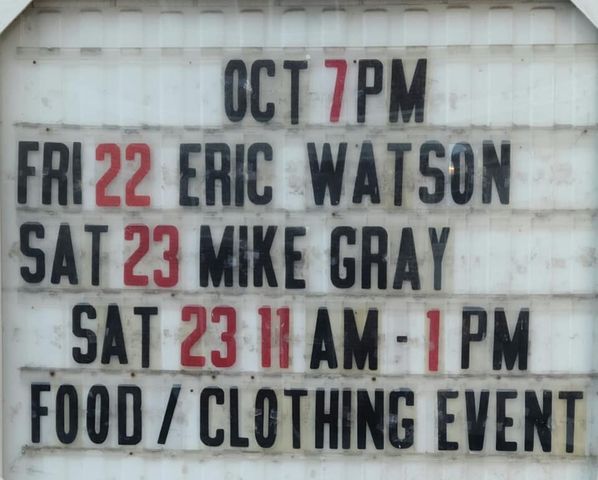 OCT 7PM
FRI 22 ERIC WATSON
SAT 23 MIKE GRAY
SAT 23 11 AM - 1 PM
FOOD / CLOTHING EVENT